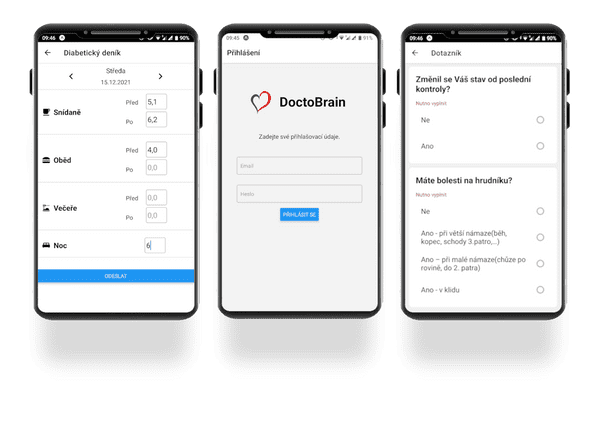 09:46 90%
Diabetický deník
Středa
15.12.2021
Před 5,1
Snídaně
Po 6,2
Před 4,0
Oběd
Po 0,0
Před 0,0
Večeře
Po 0,0
Noc 6
ODESLAT
09:45 91%
Přihlášení
DoctoBrain
Zadejte své přihlašovací údaje.
Email
Heslo
PŘIHLÁSIT SE
09:46 90%
Dotazník
Změnil se Váš stav od poslední
kontroly?
Nutno vyplnit
Ne
Ano
Máte bolesti na hrudníku?
Nutno vyplnit
Ne
Ano - při větší námaze(běh,
kopec, schody 3.patro,...)
Ano – při malé námaze(chůze po
rovině, do 2. patra)
Ano - v klidu